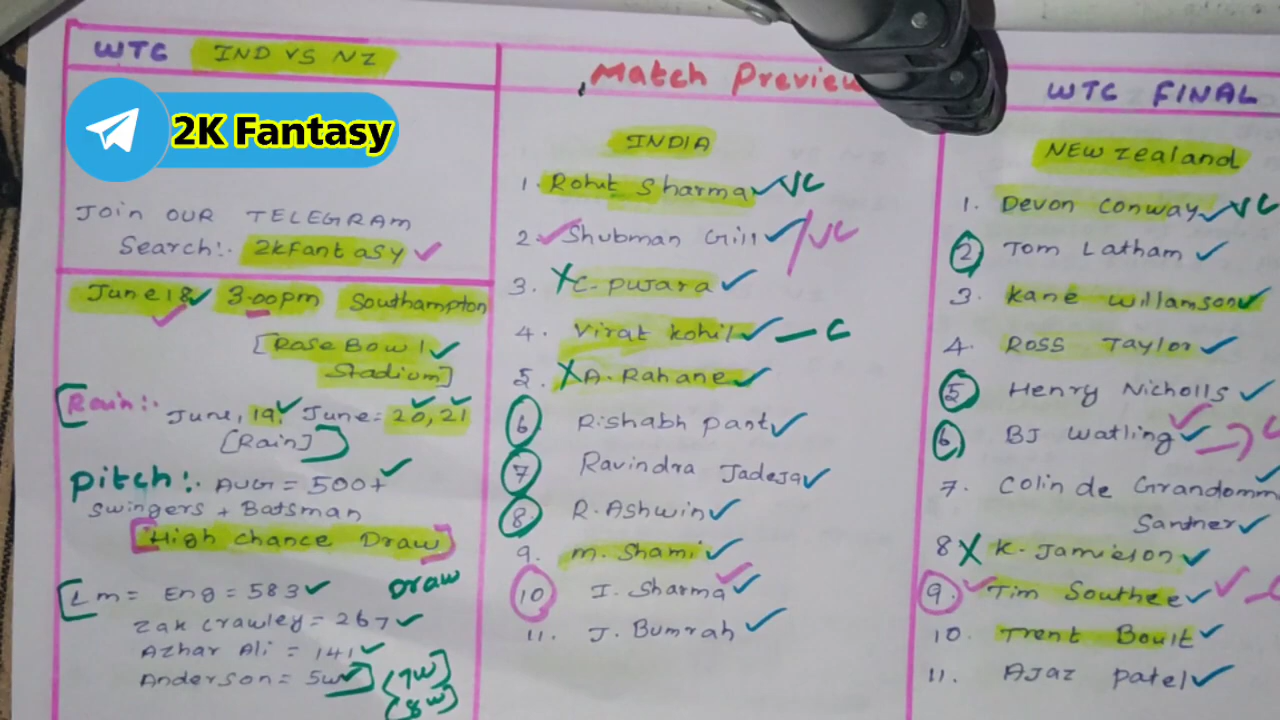 WTC IND VS NZ
2K Fantasy
JOIN OUR TELEGRAM
Search:. 2kFantasy ✓
June 18 3.00pm Southampton
[Rose Bowl
Stadium]
[Rain:. June, 19, June= 20, 21
[Rain]
Pitch:. AUG = 500+
Swingers + Batsman
[High chance Draw]
Draw
[Lm= Eng = 583
Zak Crawley = 267
Azhar Ali = 141
Anderson = 5w]
(7w)
(8w)
Match Preview
INDIA
1. Rohit Sharma VC
2. Shubman Gill / VC
3. X C. Pujara
4. Virat kohil - C
5. X A. Rahane
6 Rishabh pant
7 Ravindra Jadeja
8 R. Ashwin
9. M. Shami
10 I. Sharma
11. J. Bumrah
WTC FINAL
NEW Zealand
1. Devon Conway VC
2 Tom Latham
3. Kane Willamson
4. Ross Taylor
5 Henry Nicholls
6 BJ Watling
7. Colin de Grandomm
Santner
8 X K. Jamieson
9. Tim Southee
10. Trent Boult
11. AJaz patel